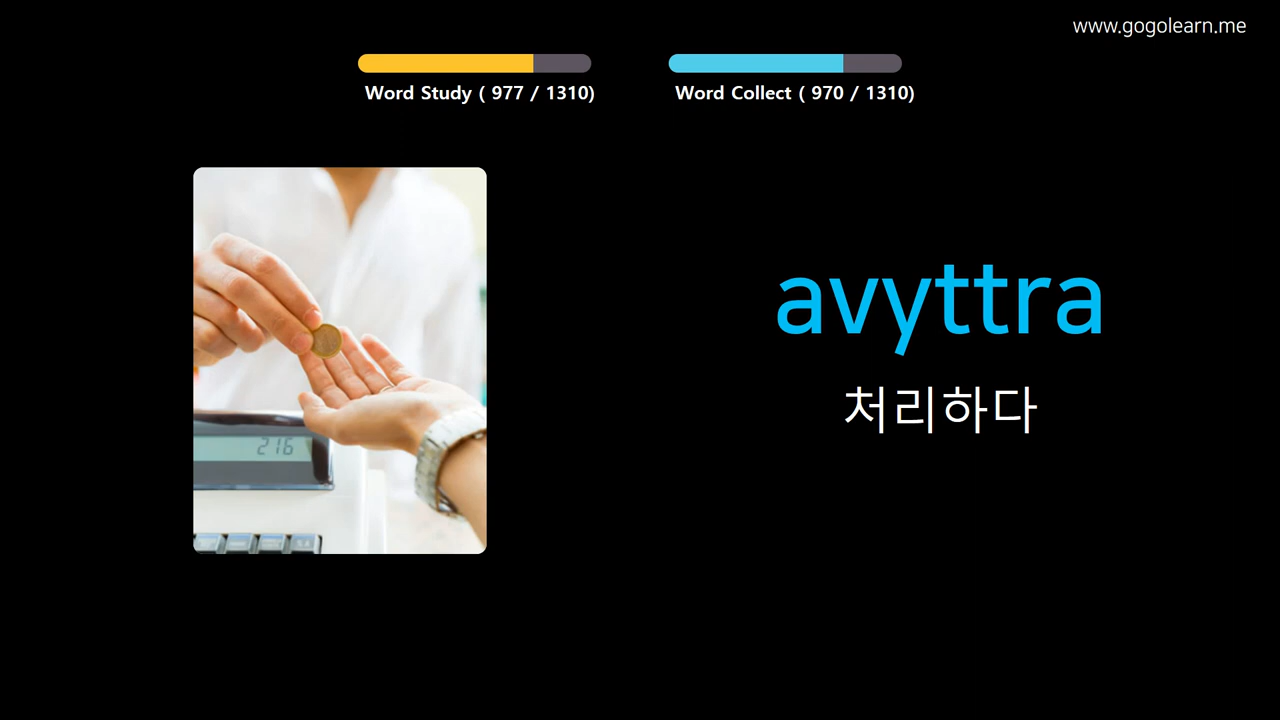 www.gogolearn.me
Word Study ( 977 / 1310)
Word Collect ( 970 / 1310)
avyttra
처리하다
216